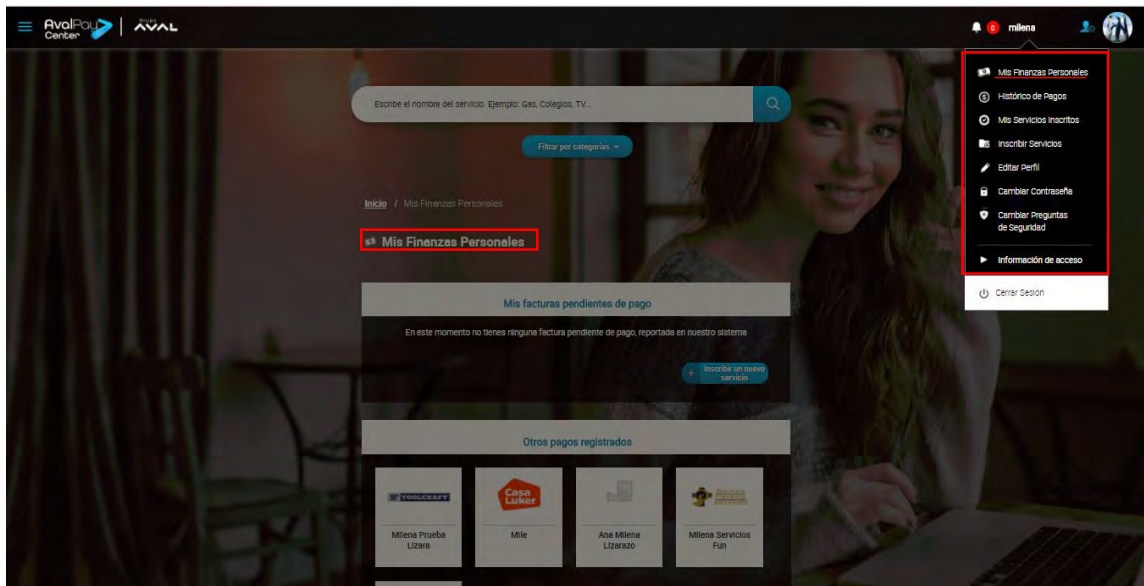 AvalPay
Center
Grupo
AVAL
0 milena
Mis Finanzas Personales
Histórico de Pagos
Mis Servicios Inscritos
Inscribir Servicios
Editar Perfil
Cambiar Contraseña
Cambiar Preguntas
de Seguridad
Información de acceso
Cerrar Sesión
Escribe el nombre del servicio. Ejemplo: Gas, Colegios, TV...
Filtrar por categorías
Inicio / Mis Finanzas Personales
Mis Finanzas Personales
Mis facturas pendientes de pago
En este momento no tienes ninguna factura pendiente de pago, reportada en nuestro sistema
+ Inscribir un nuevo
servicio
Otros pagos registrados
TOOLCRAFT
Milena Prueba
Lizara
Casa
Luker
Mile
Ana Milena
Lizarazo
Milena Servicios
Fun